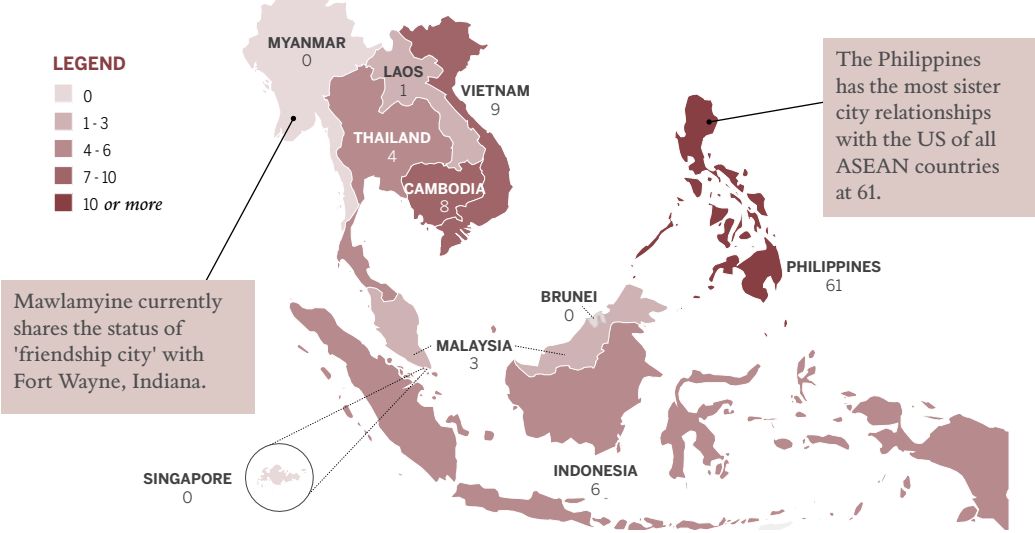 MYANMAR
0
LEGEND
0
1 - 3
4 - 6
7 - 10
10 or more
LAOS
1
VIETNAM
9
THAILAND
4
CAMBODIA
8
The Philippines
has the most sister
city relationships
with the US of all
ASEAN countries
at 61.
PHILIPPINES
61
Mawlamyine currently
shares the status of
'friendship city' with
Fort Wayne, Indiana.
BRUNEI
0
MALAYSIA
3
SINGAPORE
0
INDONESIA
6